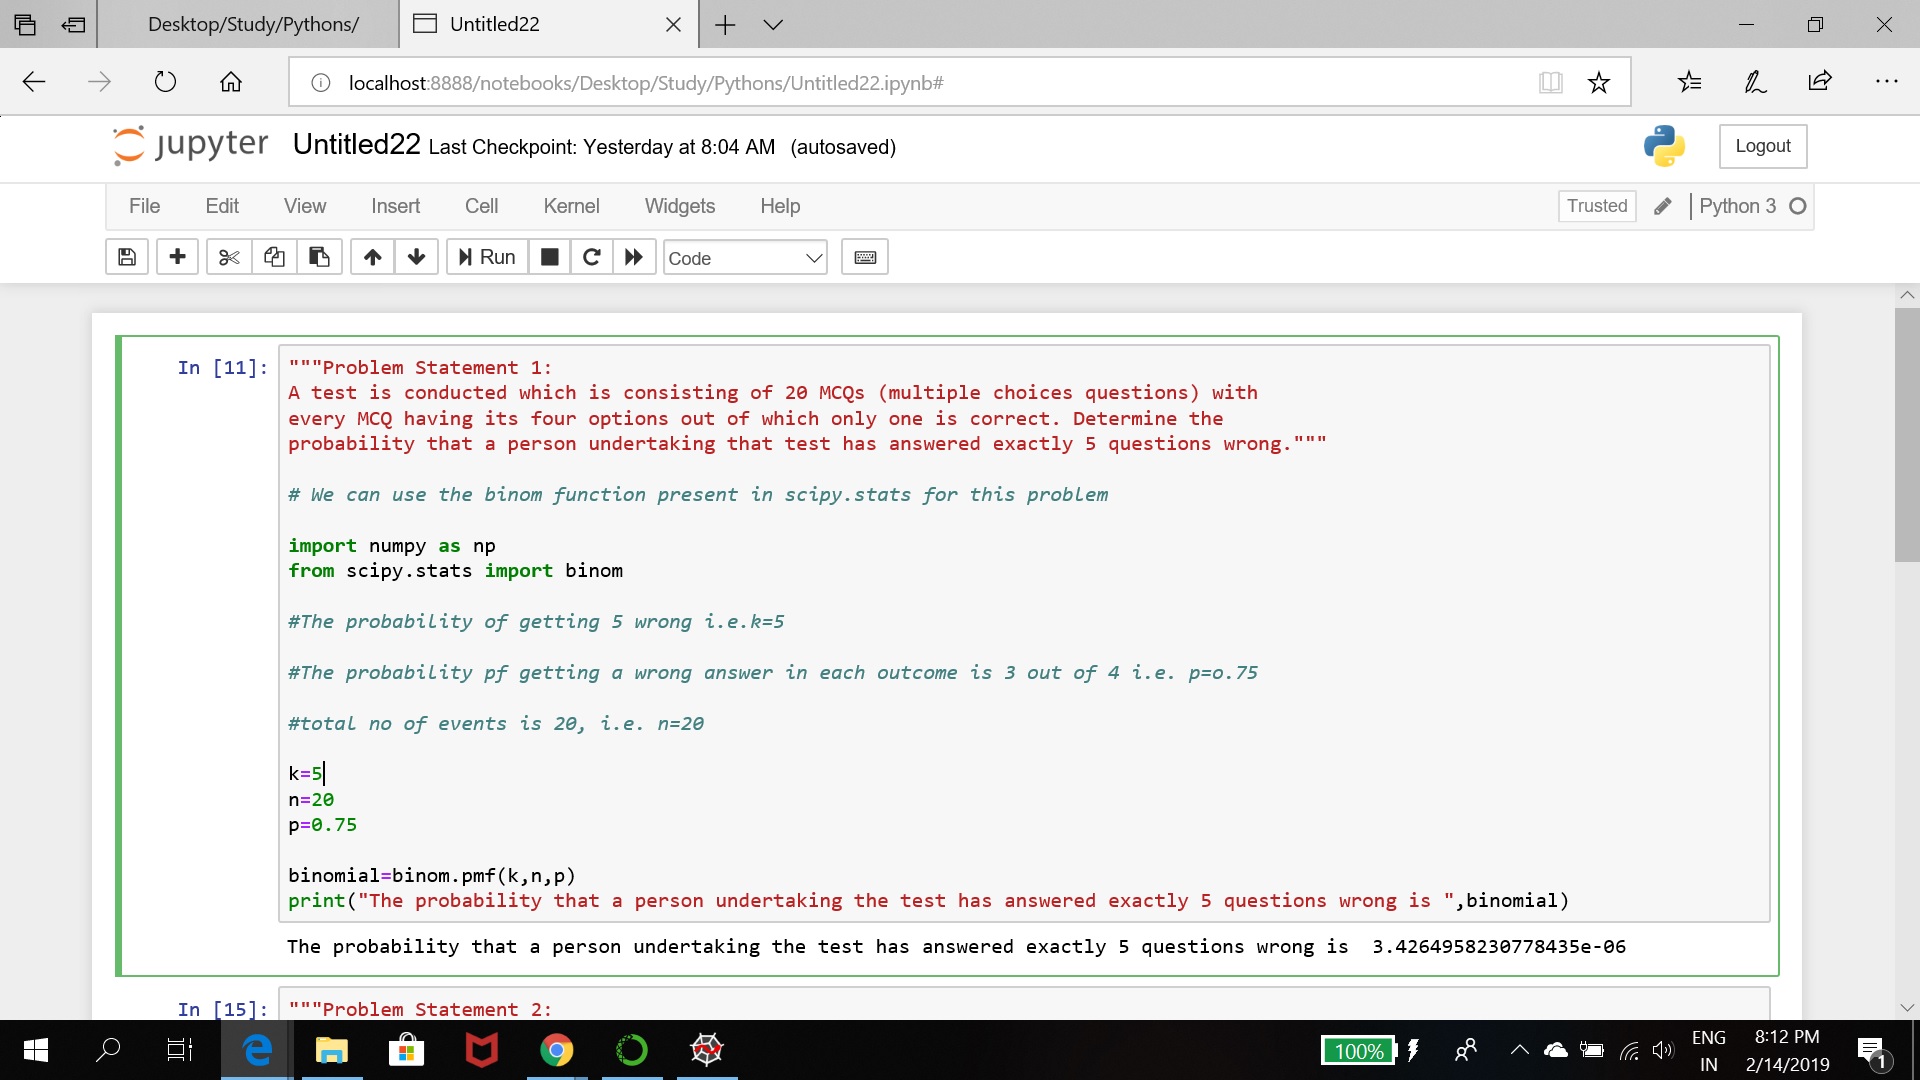 Desktop/Study/Pythons/
Untitled22
localhost:8888/notebooks/Desktop/Study/Pythons/Untitled22.ipynb#
jupyter Untitled22 Last Checkpoint: Yesterday at 8:04 AM (autosaved)
Logout
File Edit View Insert Cell Kernel Widgets Help
Trusted
Python 3
Run
Code
In [11]: """Problem Statement 1:
A test is conducted which is consisting of 20 MCQs (multiple choices questions) with
every MCQ having its four options out of which only one is correct. Determine the
probability that a person undertaking that test has answered exactly 5 questions wrong."""
# We can use the binom function present in scipy.stats for this problem
import numpy as np
from scipy.stats import binom
#The probability of getting 5 wrong i.e.k=5
#The probability pf getting a wrong answer in each outcome is 3 out of 4 i.e. p=o.75
#total no of events is 20, i.e. n=20
k=5
n=20
p=0.75
binomial=binom.pmf(k,n,p)
print("The probability that a person undertaking the test has answered exactly 5 questions wrong is ",binomial)
The probability that a person undertaking the test has answered exactly 5 questions wrong is  3.4264958230778435e-06
In [15]: """Problem Statement 2:
100%
ENG
IN
8:12 PM
2/14/2019
1